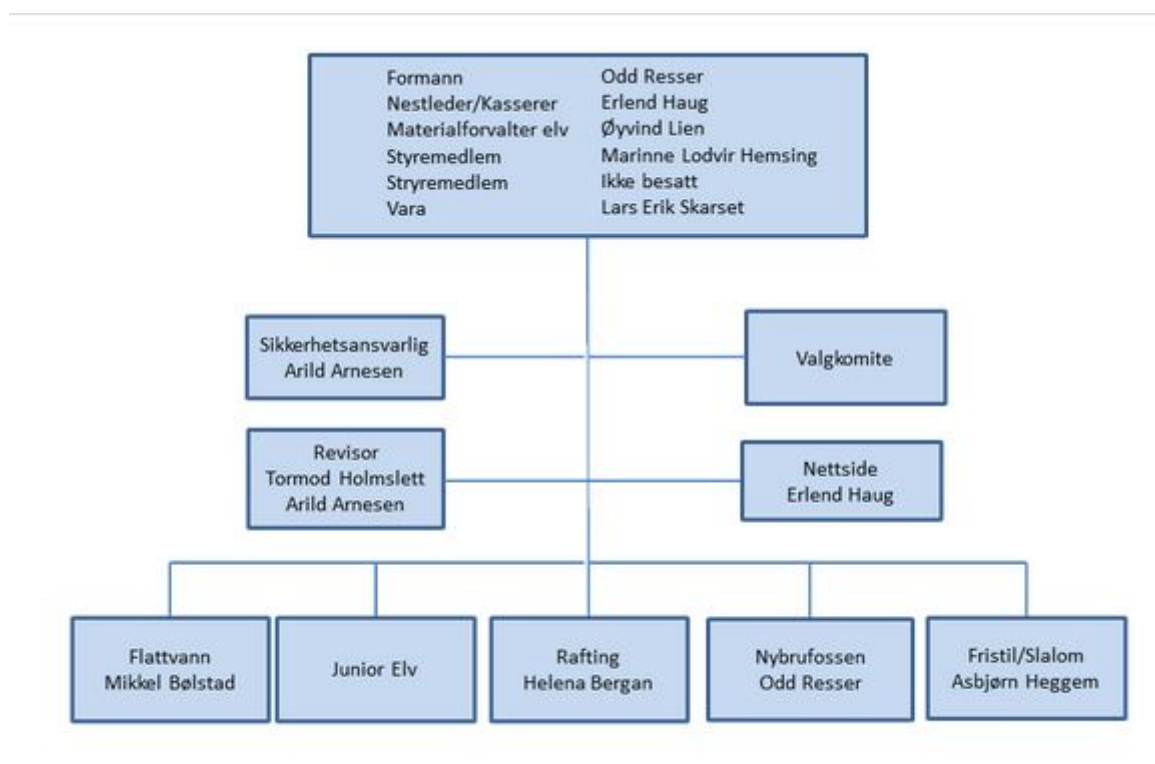 Formann Odd Resser
Nestleder/Kasserer Erlend Haug
Materialforvalter elv Øyvind Lien
Styremedlem Marinne Lodvir Hemsing
Stryremedlem Ikke besatt
Vara Lars Erik Skarset
Sikkerhetsansvarlig
Arild Arnesen
Valgkomite
Revisor
Tormod Holmslett
Arild Arnesen
Nettside
Erlend Haug
Flattvann
Mikkel Bølstad
Junior Elv
Rafting
Helena Bergan
Nybrufossen
Odd Resser
Fristil/Slalom
Asbjørn Heggem